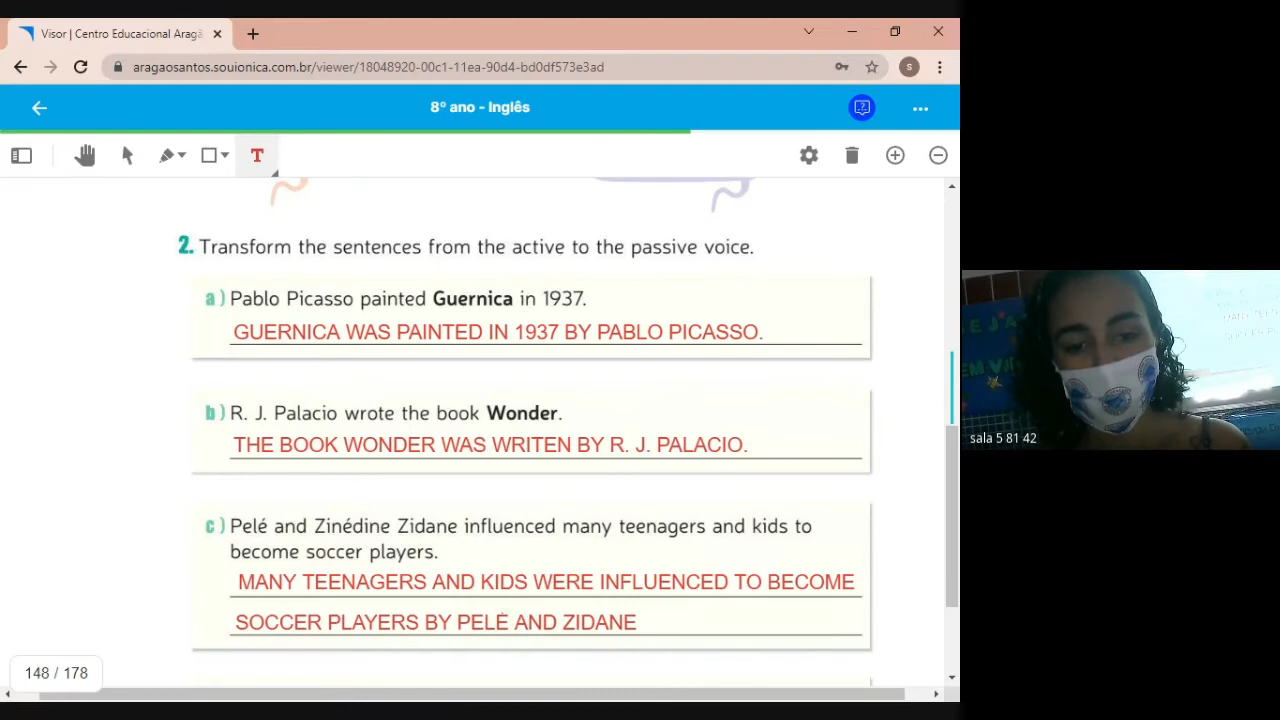 Visor | Centro Educacional Aragã
aragaosantos.souionica.com.br/viewer/18048920-00c1-11ea-90d4-bd0df573e3ad
s
8º ano - Inglês
T
2. Transform the sentences from the active to the passive voice.
a) Pablo Picasso painted Guernica in 1937.
GUERNICA WAS PAINTED IN 1937 BY PABLO PICASSO.
b) R. J. Palacio wrote the book Wonder.
THE BOOK WONDER WAS WRITEN BY R. J. PALACIO.
c) Pelé and Zinédine Zidane influenced many teenagers and kids to
become soccer players.
MANY TEENAGERS AND KIDS WERE INFLUENCED TO BECOME
SOCCER PLAYERS BY PELÉ AND ZIDANE
148 / 178
sala 5 81 42